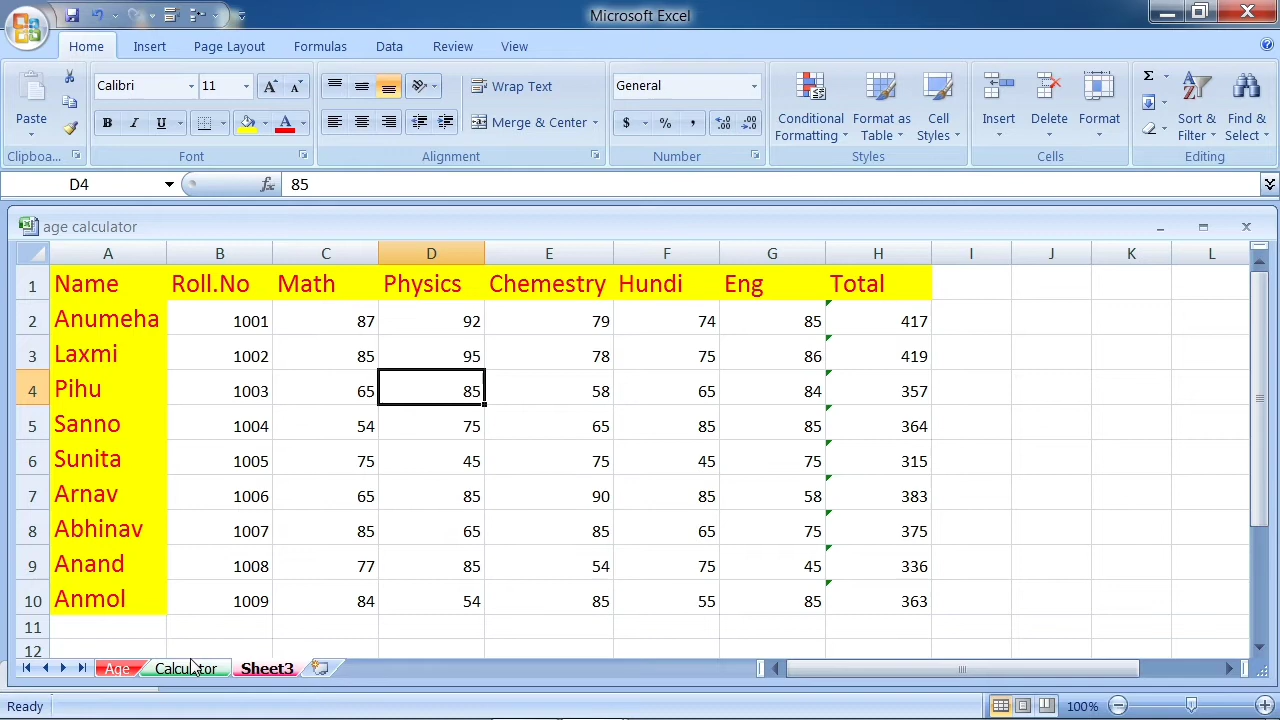 Microsoft Excel
Home Insert Page Layout Formulas Data Review View
Calibri 11 Wrap Text General
Paste B I U Merge & Center $ % , Conditional Formatting Format as Table Cell Styles Insert Delete Format Σ Sort & Filter Find & Select
Clipboa... Font Alignment Number Styles Cells Editing
D4 fx 85
age calculator
A B C D E F G H I J K L
1 Name Roll.No Math Physics Chemestry Hundi Eng Total
2 Anumeha 1001 87 92 79 74 85 417
3 Laxmi 1002 85 95 78 75 86 419
4 Pihu 1003 65 85 58 65 84 357
5 Sanno 1004 54 75 65 85 85 364
6 Sunita 1005 75 45 75 45 75 315
7 Arnav 1006 65 85 90 85 58 383
8 Abhinav 1007 85 65 85 65 75 375
9 Anand 1008 77 85 54 75 45 336
10 Anmol 1009 84 54 85 55 85 363
11
12
Age Calculator Sheet3
Ready 100%